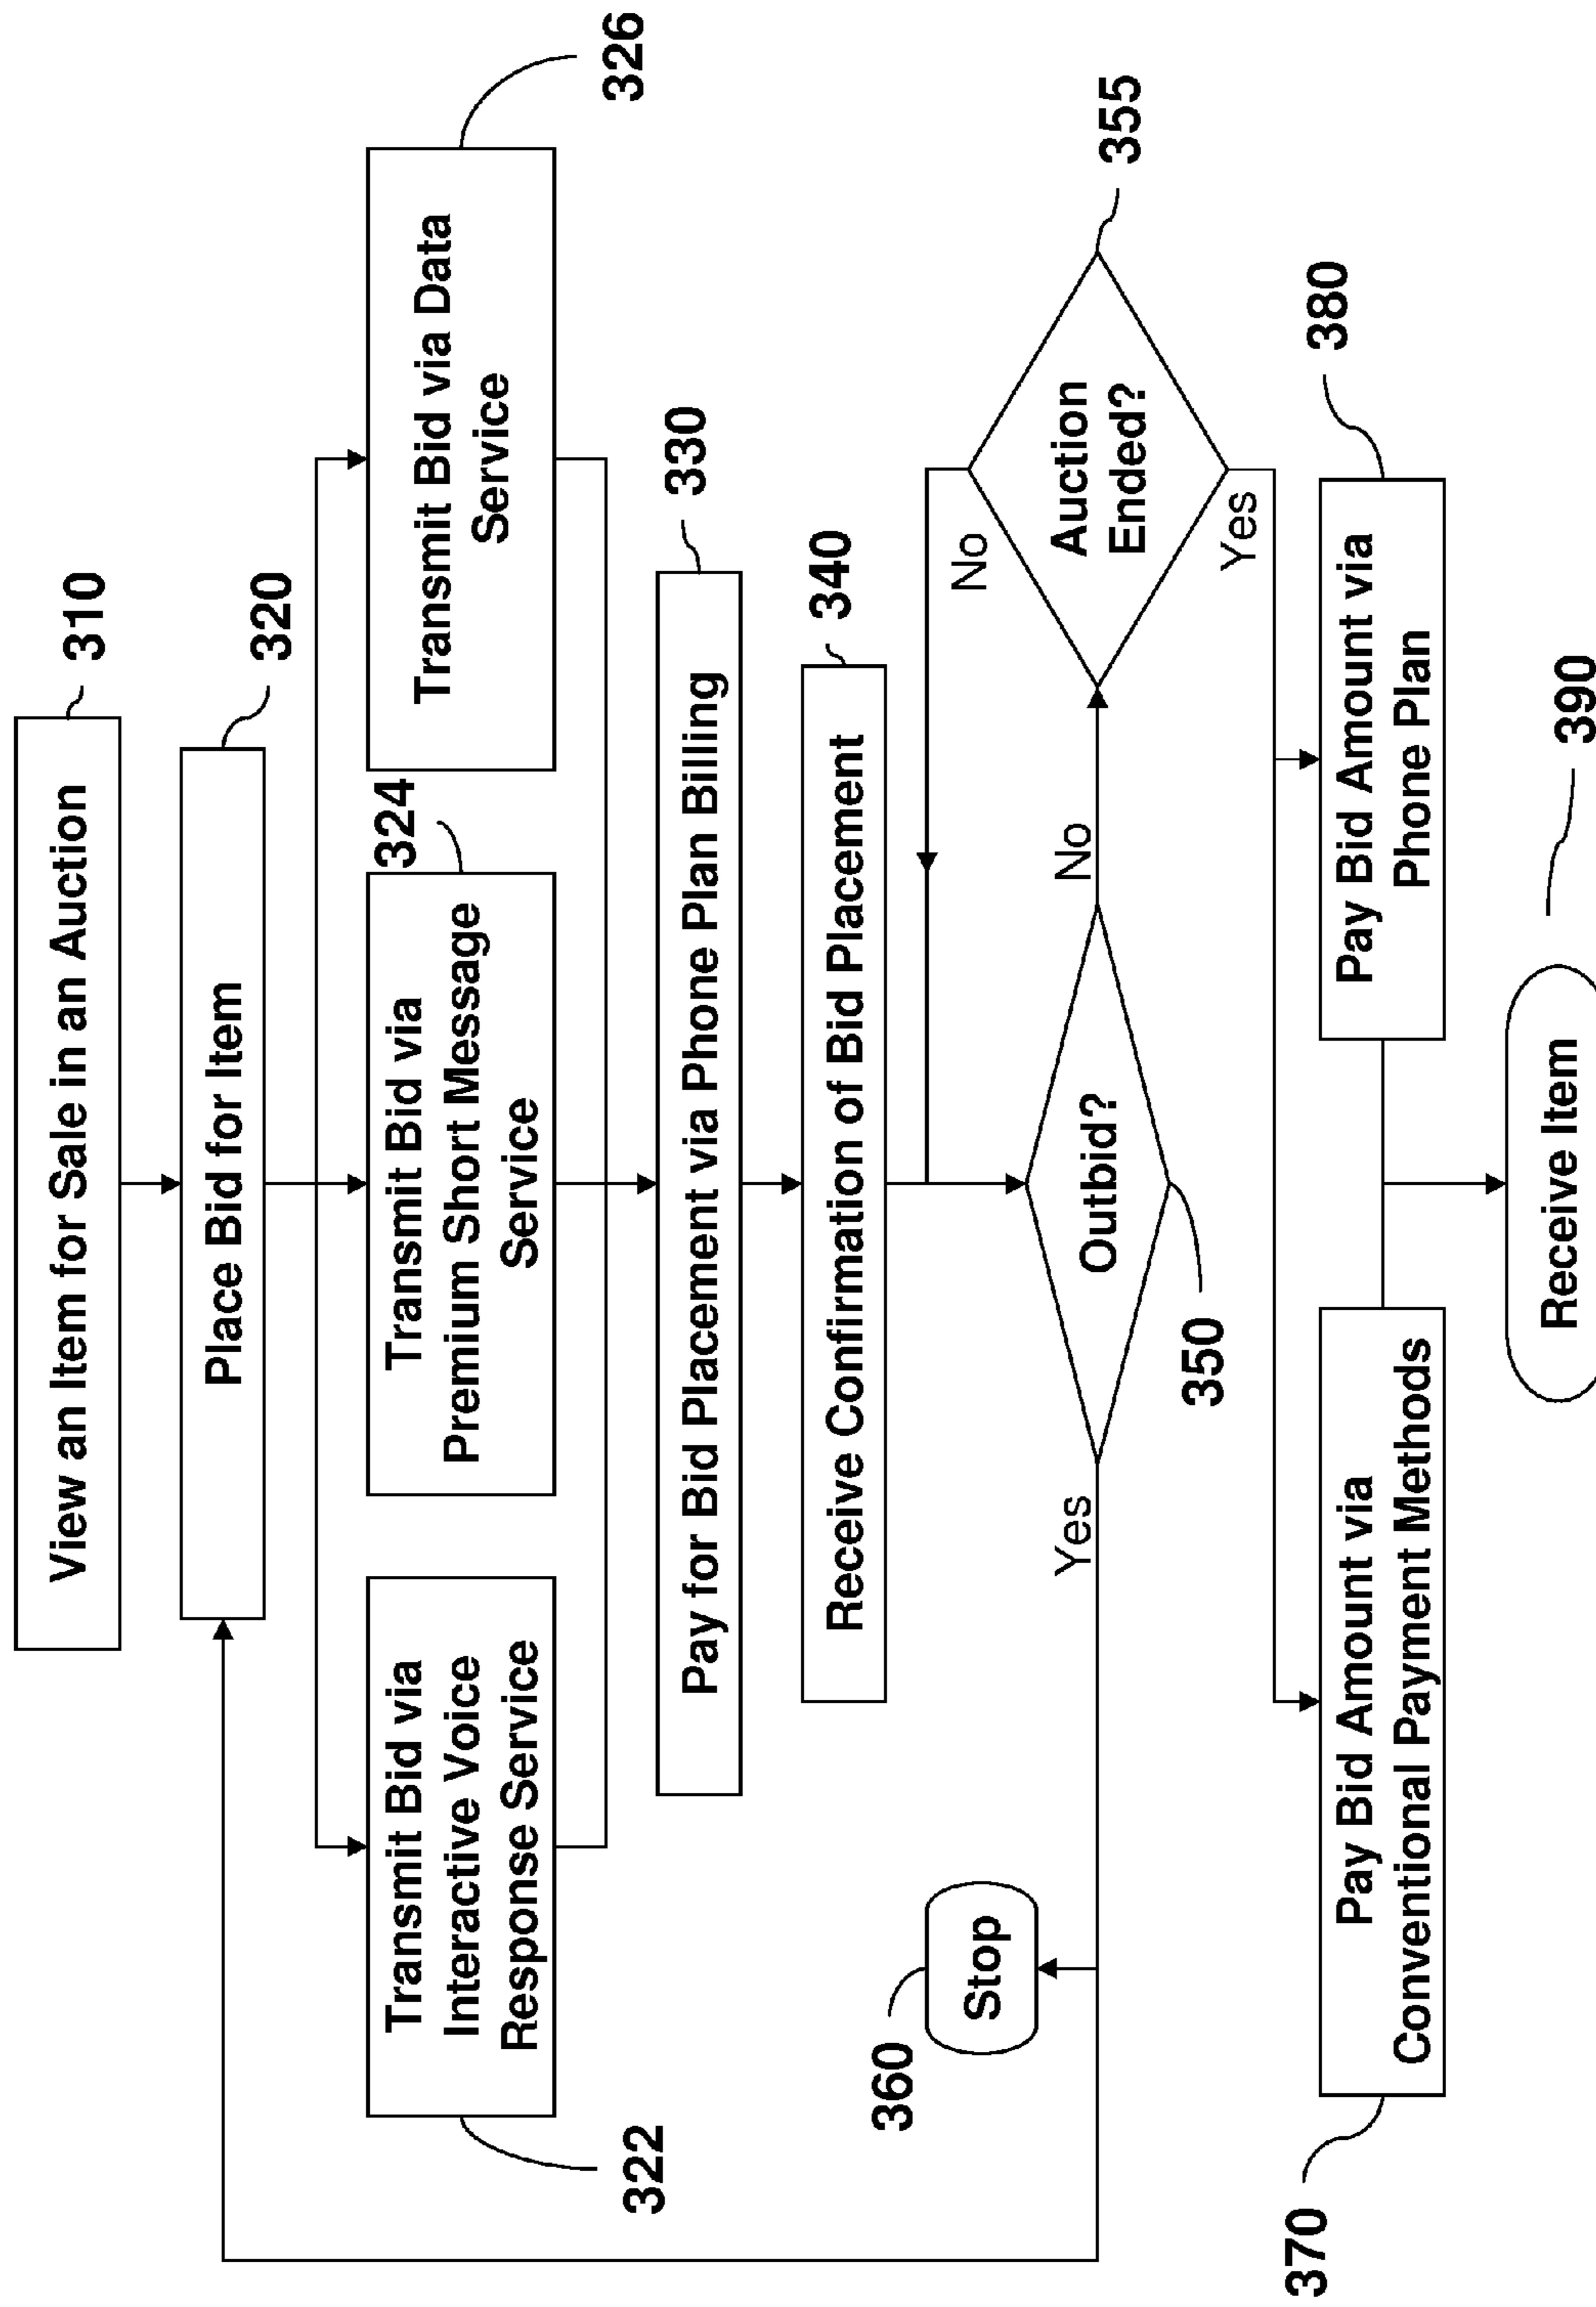 View an Item for Sale in an Auction
310
Place Bid for Item
320
Transmit Bid via
Interactive Voice
Response Service
322
Transmit Bid via
Premium Short Message
Service
324
Transmit Bid via Data
Service
326
Pay for Bid Placement via Phone Plan Billing
330
Receive Confirmation of Bid Placement
340
Outbid?
350
Yes
No
Auction
Ended?
355
No
Yes
Stop
360
Pay Bid Amount via
Conventional Payment Methods
370
Pay Bid Amount via
Phone Plan
380
Receive Item
390